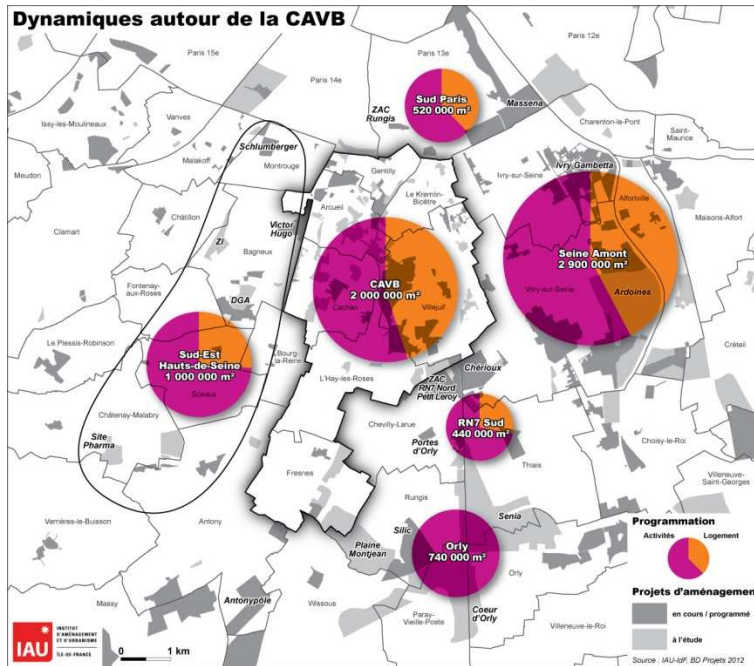 Dynamiques autour de la CAVB
Paris 15e
Paris 14e
Paris 13e
Paris 12e
Sud Paris
520 000 m²
ZAC
Rungis
Massena
Issy-les-Moulineaux
Vanves
Malakoff
Schlumberger
Montrouge
Charenton-le-Pont
Saint-
Maurice
Meudon
Gentilly
Ivry-sur-Seine
Ivry Gambetta
Arcueil
Le Kremlin-
Bicêtre
Alfortville
Maisons-Alfort
Clamart
Châtillon
ZI
Bagneux
Victor
Hugo
CAVB
2 000 000 m²
Cachan
Villejuif
Seine Amont
2 900 000 m²
Vitry-sur-Seine
Ardoines
Fontenay-
aux-Roses
DGA
Le Plessis-Robinson
Sud-Est
Hauts-de-Seine
1 000 000 m²
Sceaux
Bourg-
la-Reine
L'Hay-les-Roses
Créteil
Chérioux
ZAC
RN7 Nord
Petit Leroy
Châtenay-Malabry
Site
Pharma
Chevilly-Larue
RN7 Sud
440 000 m²
Portes
d'Orly
Thiais
Choisy-le-Roi
Villeneuve-
Saint-Georges
Fresnes
Verrières-le-Buisson
Antony
Rungis
Silic
Senia
Plaine
Montjean
Orly
740 000 m²
Orly
Massy
Antonypôle
Wissous
Paray-
Vieille-Poste
Coeur
d'Orly
Villeneuve-le-Roi
Programmation
Activités
Logement
Projets d'aménagement
en cours / programmé
à l'étude
IAU
INSTITUT
D'AMÉNAGEMENT
ET D'URBANISME
ÎLE-DE-FRANCE
0 1 km
Source : IAU-IdF, BD Projets 2012